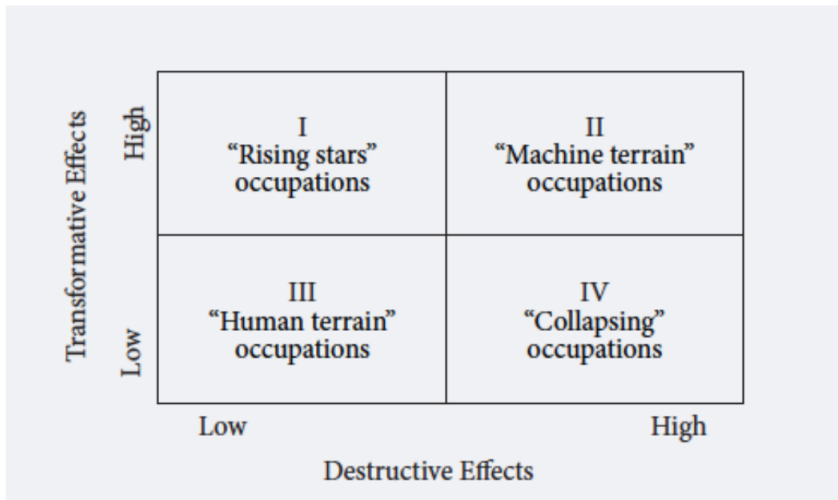 Transformative Effects
High
Low
I
“Rising stars”
occupations
II
“Machine terrain”
occupations
III
“Human terrain”
occupations
IV
“Collapsing”
occupations
Low
High
Destructive Effects